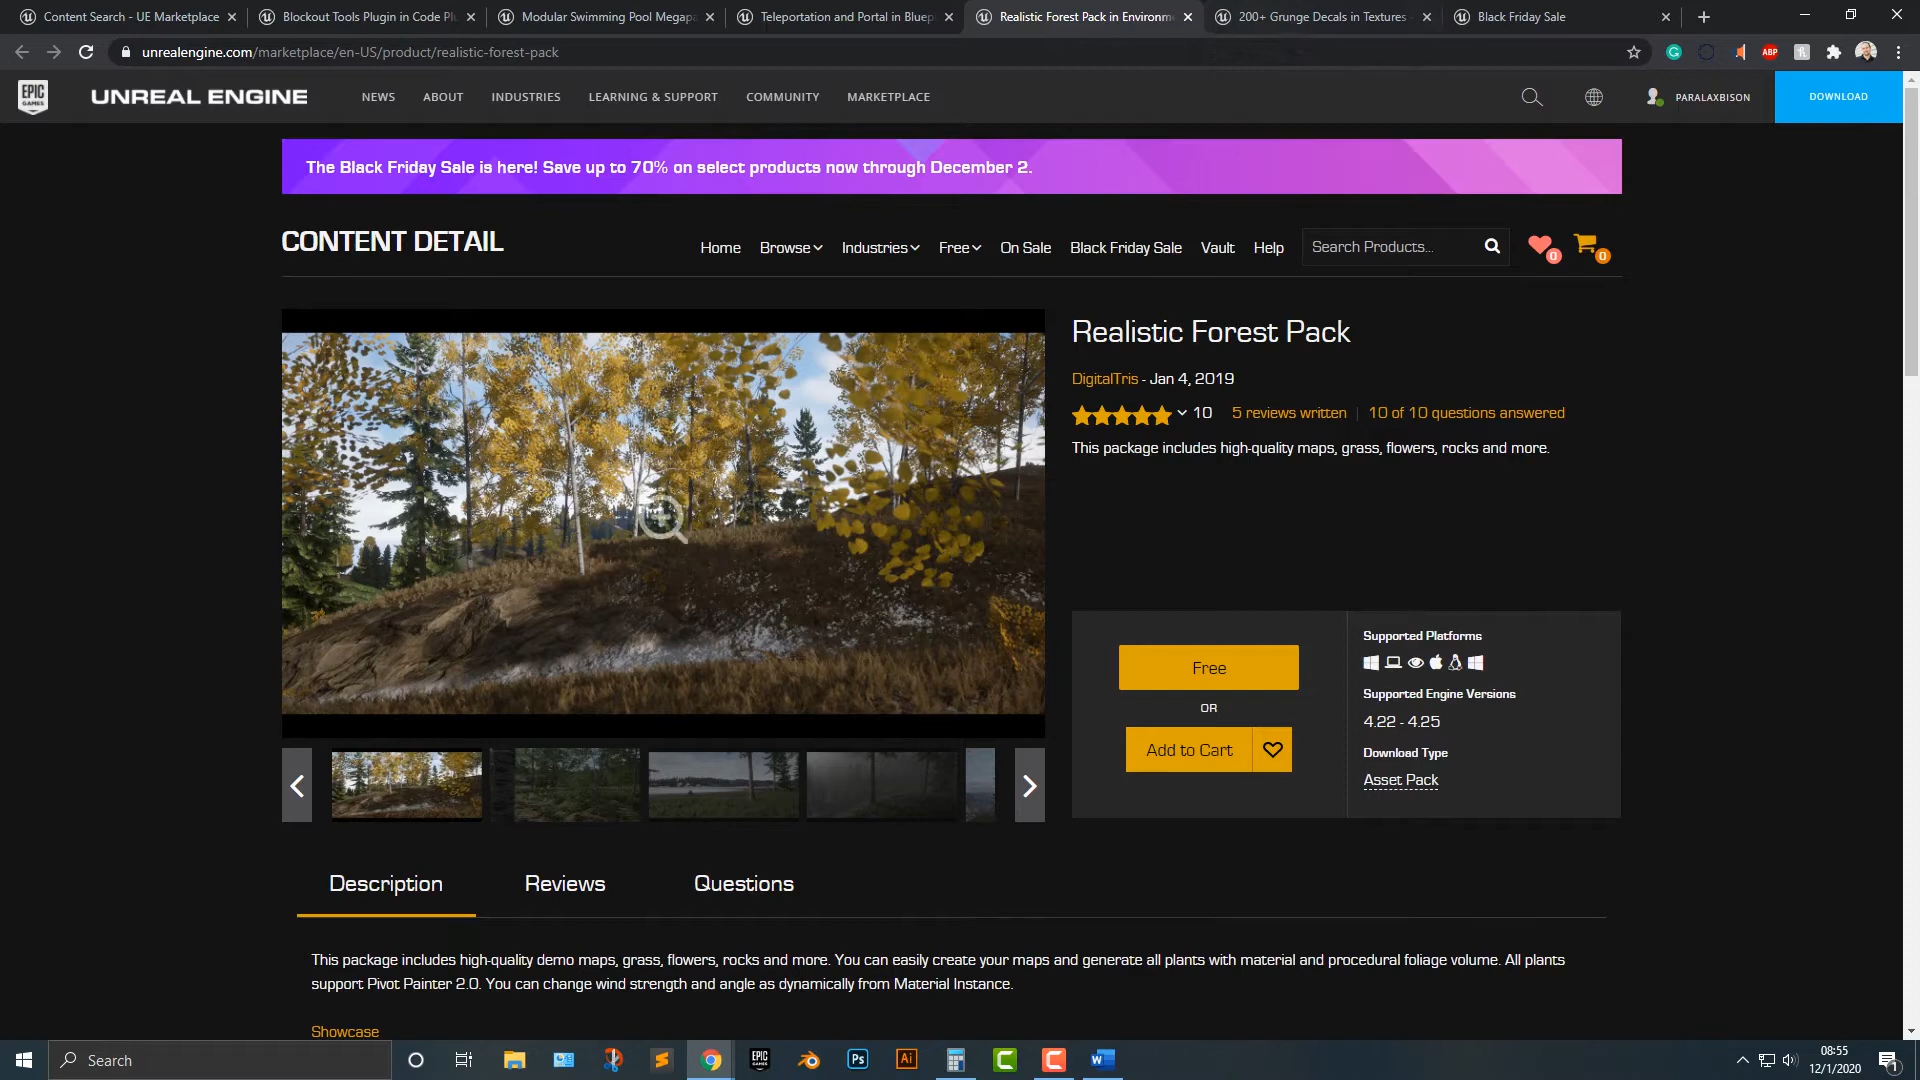 Content Search - UE Marketplace
Blockout Tools Plugin in Code Pl
Modular Swimming Pool Megapa
Teleportation and Portal in Bluep
Realistic Forest Pack in Environm
200+ Grunge Decals in Textures
Black Friday Sale
unrealengine.com/marketplace/en-US/product/realistic-forest-pack
ABP
EPIC GAMES
UNREAL ENGINE
NEWS
ABOUT
INDUSTRIES
LEARNING & SUPPORT
COMMUNITY
MARKETPLACE
PARALAXBISON
DOWNLOAD
The Black Friday Sale is here! Save up to 70% on select products now through December 2.
CONTENT DETAIL
Home
Browse
Industries
Free
On Sale
Black Friday Sale
Vault
Help
Search Products...
0
0
Realistic Forest Pack
DigitalTris - Jan 4, 2019
10
5 reviews written
10 of 10 questions answered
This package includes high-quality maps, grass, flowers, rocks and more.
Free
OR
Add to Cart
Supported Platforms
Supported Engine Versions
4.22 - 4.25
Download Type
Asset Pack
Description
Reviews
Questions
This package includes high-quality demo maps, grass, flowers, rocks and more. You can easily create your maps and generate all plants with material and procedural foliage volume. All plants
support Pivot Painter 2.0. You can change wind strength and angle as dynamically from Material Instance.
Showcase
Search
EPIC GAMES
Ps
Ai
C
C
W
08:55
12/1/2020
1